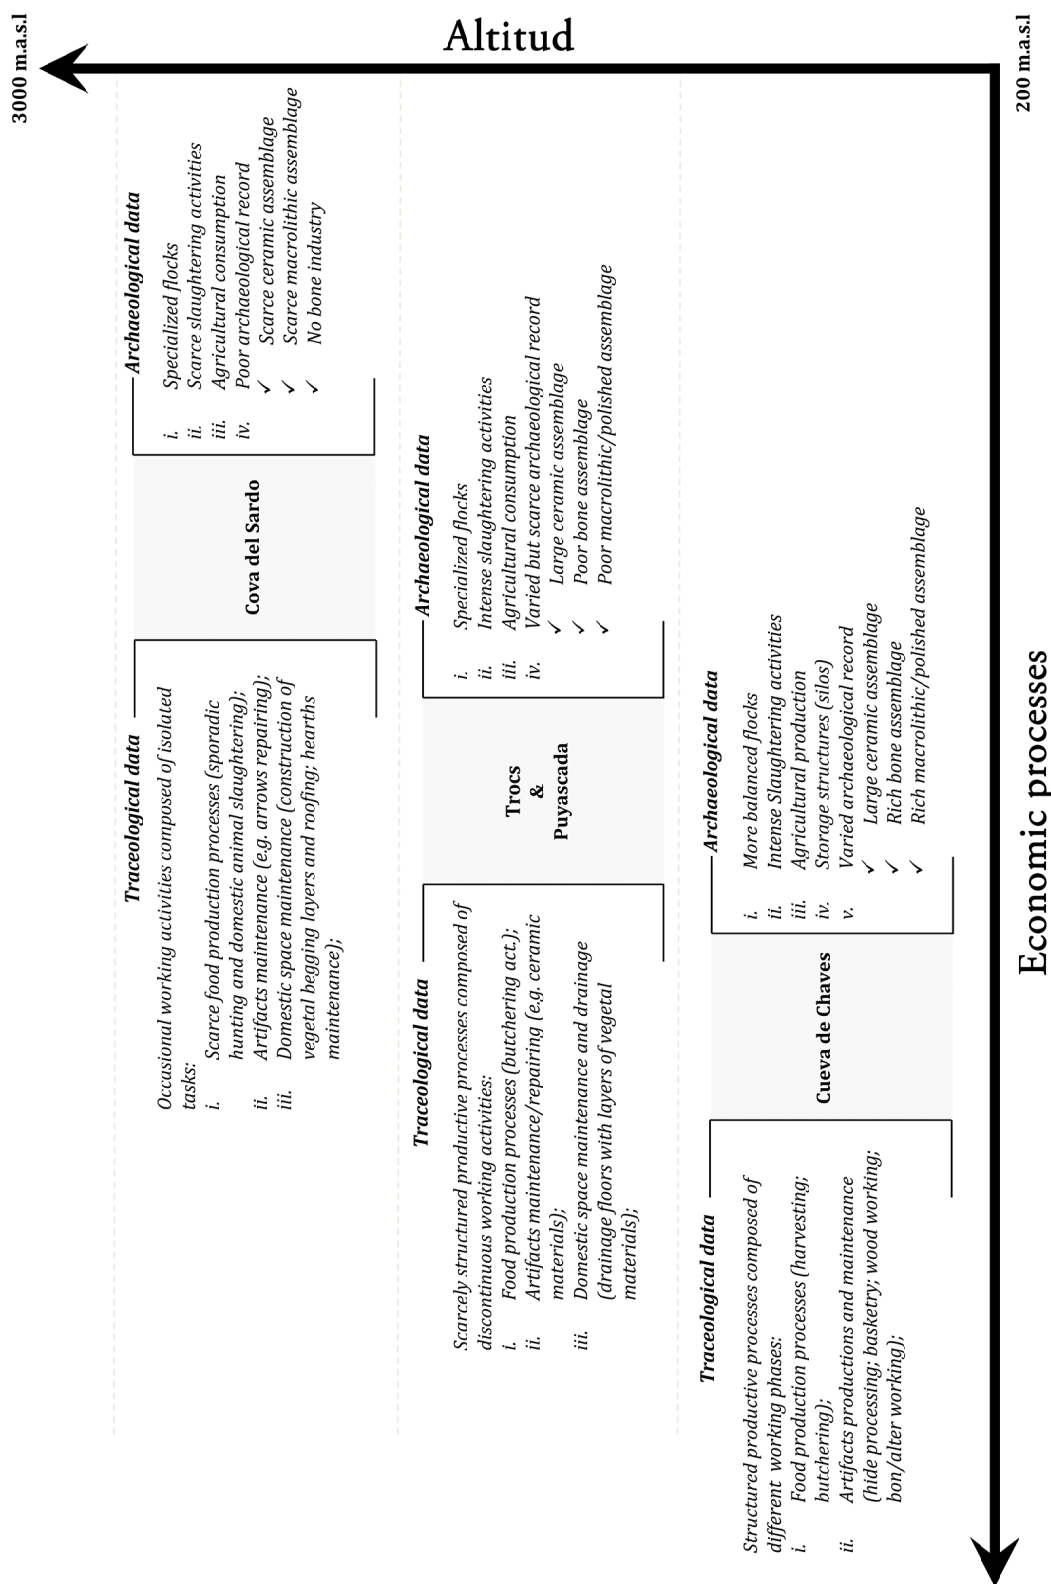 Altitud
3000 m.a.s.l
200 m.a.s.l
Economic processes
Traceological data
Occasional working activities composed of isolated
tasks:
i. Scarce food production processes (sporadic
hunting and domestic animal slaughtering);
ii. Artifacts maintenance (e.g. arrows repairing);
iii. Domestic space maintenance (construction of
vegetal begging layers and roofing; hearths
maintenance);
Cova del Sardo
Archaeological data
i. Specialized flocks
ii. Scarce slaughtering activities
iii. Agricultural consumption
iv. Poor archaeological record
✓ Scarce ceramic assemblage
✓ Scarce macrolithic assemblage
✓ No bone industry
Traceological data
Scarcely structured productive processes composed of
discontinuous working activities:
i. Food production processes (butchering act.);
ii. Artifacts maintenance/repairing (e.g. ceramic
materials);
iii. Domestic space maintenance and drainage
(drainage floors with layers of vegetal
materials);
Trocs
&
Puyascada
Archaeological data
i. Specialized flocks
ii. Intense slaughtering activities
iii. Agricultural consumption
iv. Varied but scarce archaeological record
✓ Large ceramic assemblage
✓ Poor bone assemblage
✓ Poor macrolithic/polished assemblage
Traceological data
Structured productive processes composed of
different working phases:
i. Food production processes (harvesting;
butchering);
ii. Artifacts productions and maintenance
(hide processing; basketry; wood working;
bon/alter working);
Cueva de Chaves
Archaeological data
i. More balanced flocks
ii. Intense Slaughtering activities
iii. Agricultural production
iv. Storage structures (silos)
v. Varied archaeological record
✓ Large ceramic assemblage
✓ Rich bone assemblage
✓ Rich macrolithic/polished assemblage